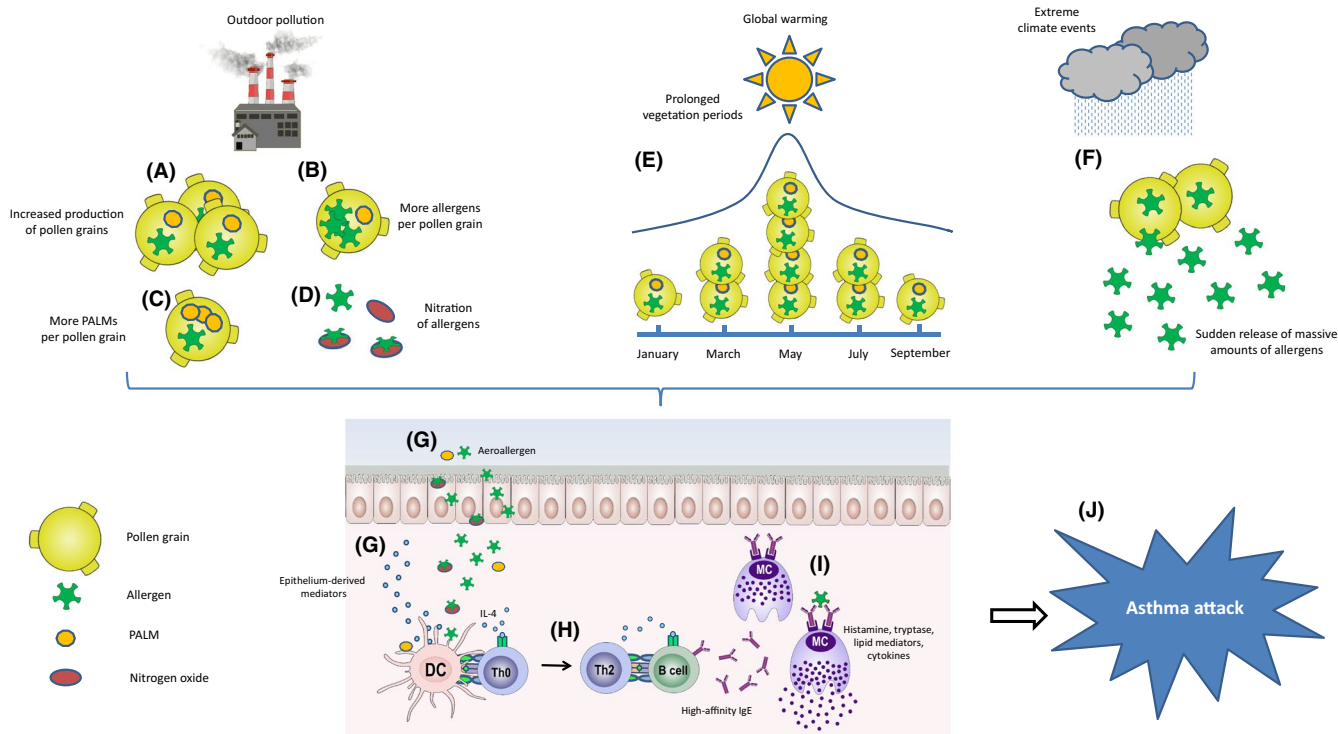 Outdoor pollution
Global warming
Extreme
climate events
Prolonged
vegetation periods
(A)
(B)
(E)
(F)
Increased production
of pollen grains
More allergens
per pollen grain
(C)
(D)
More PALMs
per pollen grain
Nitration
of allergens
January
March
May
July
September
Sudden release of massive
amounts of allergens
(G)
Aeroallergen
Pollen grain
Allergen
PALM
Nitrogen oxide
(G)
Epithelium-derived
mediators
IL-4
DC
Th0
(H)
Th2
B cell
High-affinity IgE
MC
(I)
MC
Histamine, tryptase,
lipid mediators,
cytokines
(J)
Asthma attack